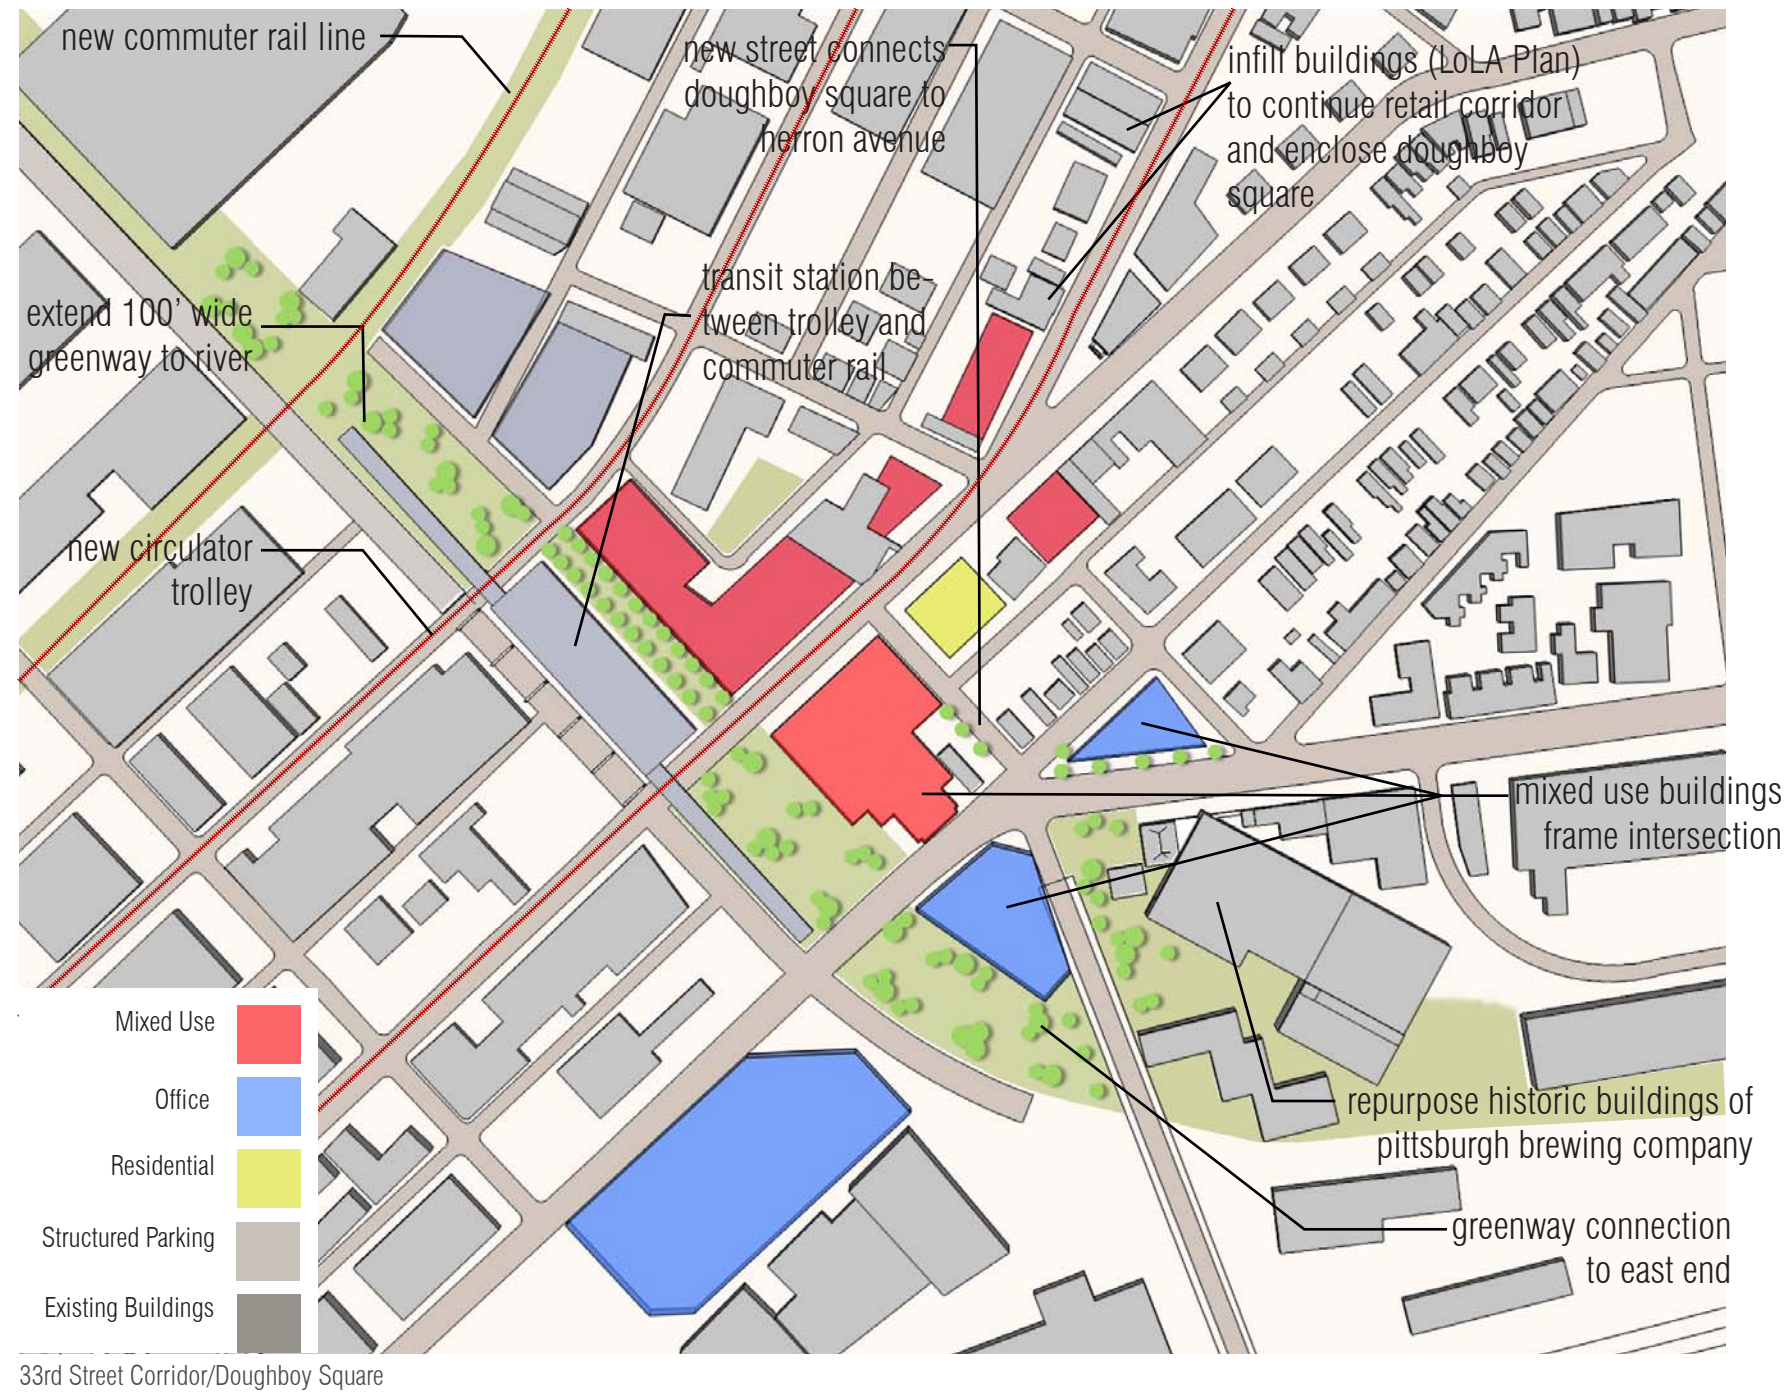 new commuter rail line
new street connects
doughboy square to
herron avenue
infill buildings (LoLA Plan)
to continue retail corridor
and enclose doughboy
square
transit station be-
tween trolley and
commuter rail
extend 100’ wide
greenway to river
new circulator
trolley
mixed use buildings
frame intersection
repurpose historic buildings of
pittsburgh brewing company
greenway connection
to east end
Mixed Use
Office
Residential
Structured Parking
Existing Buildings
33rd Street Corridor/Doughboy Square